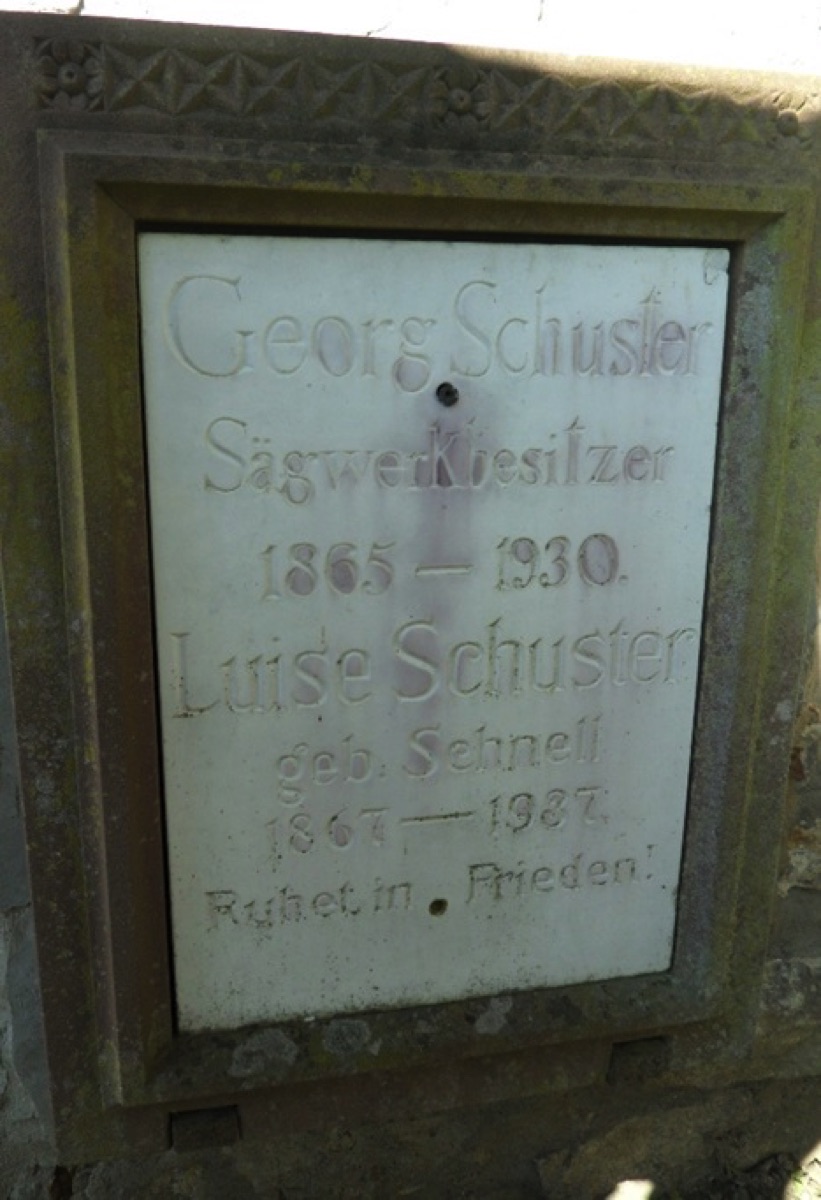 Georg Schuster
Sägwerkbesitzer
1865 — 1930.
Luise Schuster
geb. Schnell
1867 — 1937.
Ruhet in Frieden!